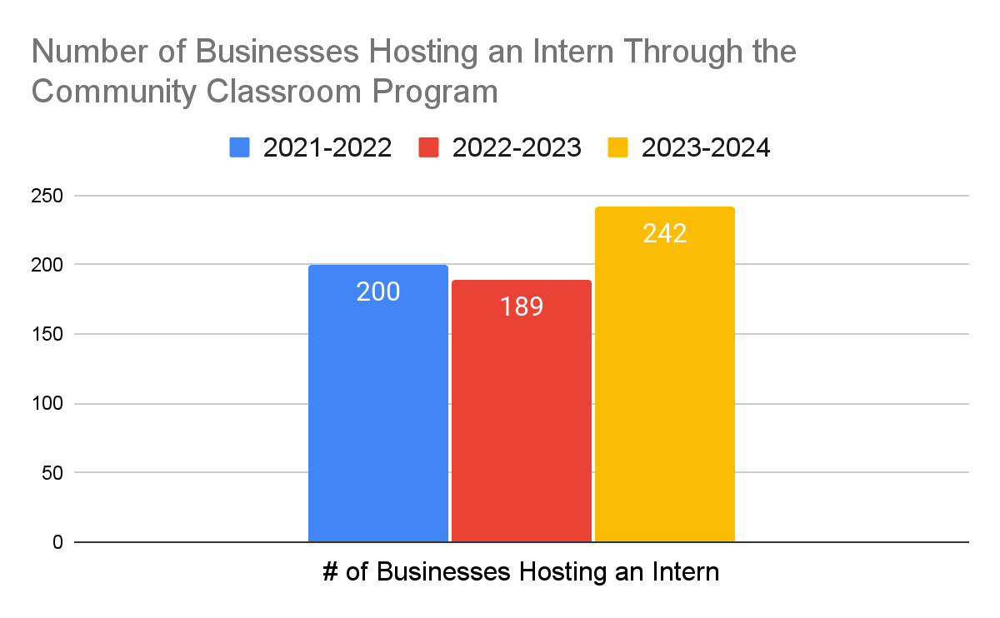 Number of Businesses Hosting an Intern Through the
Community Classroom Program
2021-2022 2022-2023 2023-2024
250
242
200
200
189
150
100
50
0
# of Businesses Hosting an Intern